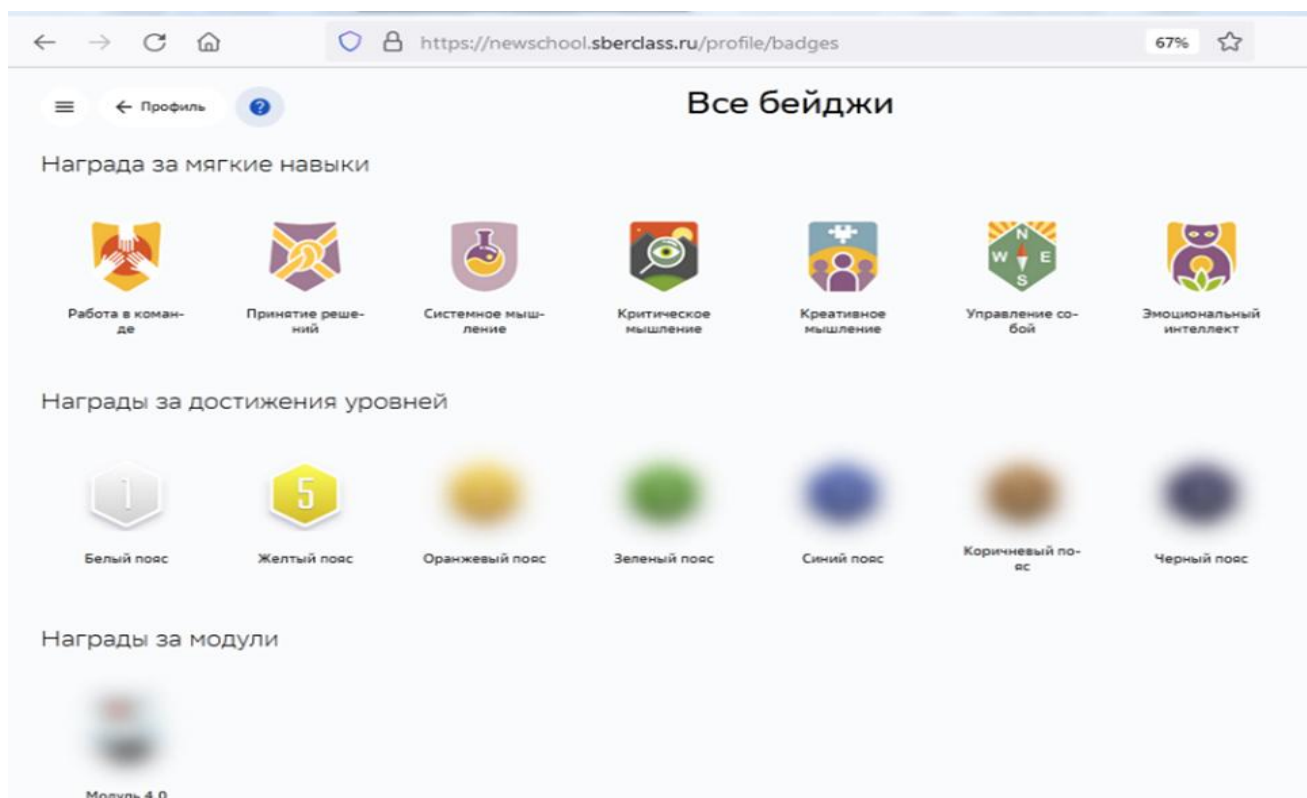 https://newschool.sberclass.ru/profile/badges 67%
← Профиль ?
Все бейджи
Награда за мягкие навыки
N
W E
S
Работа в коман-
де
Принятие реше-
ний
Системное мыш-
ление
Критическое
мышление
Креативное
мышление
Управление со-
бой
Эмоциональный
интеллект
Награды за достижения уровней
1
5
Белый пояс
Желтый пояс
Оранжевый пояс
Зеленый пояс
Синий пояс
Коричневый по-
яс
Черный пояс
Награды за модули
Модуль 4.0